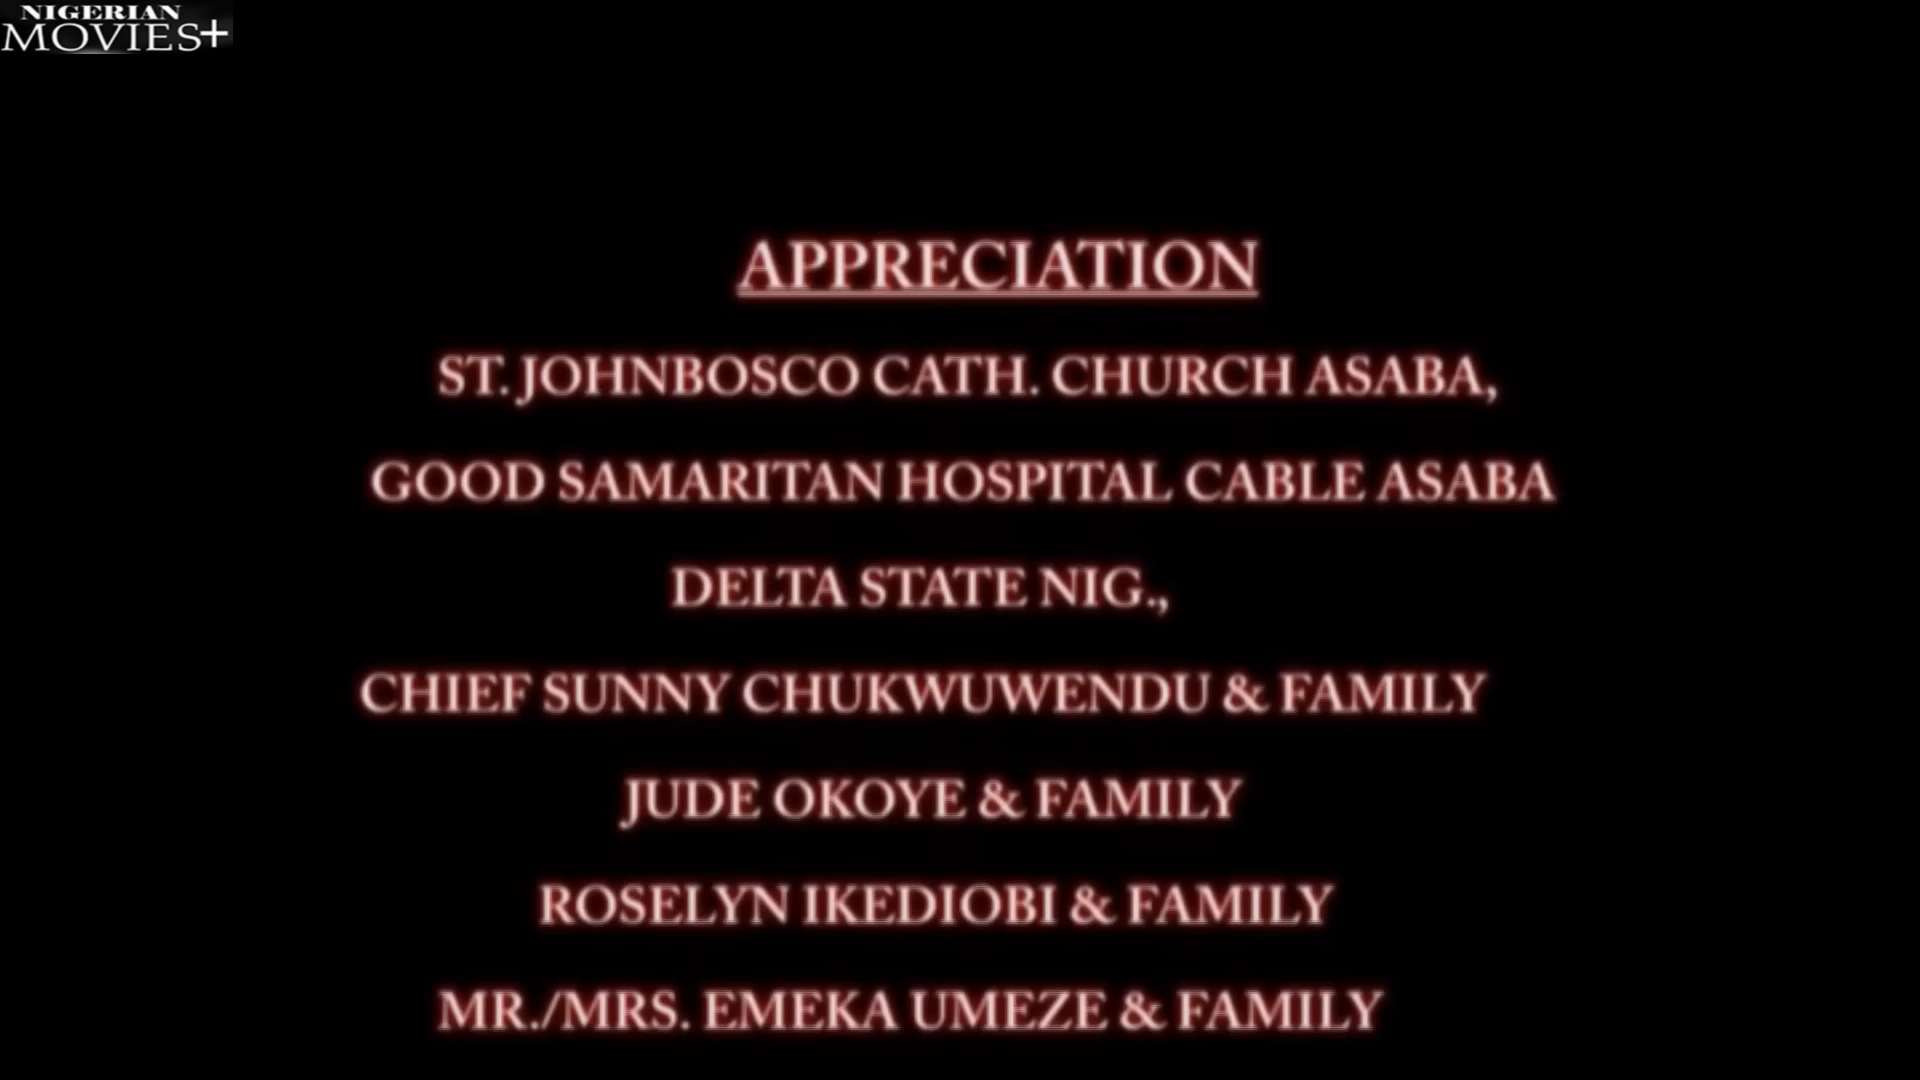 NIGERIAN
MOVIES+
APPRECIATION
ST. JOHNBOSCO CATH. CHURCH ASABA,
GOOD SAMARITAN HOSPITAL CABLE ASABA
DELTA STATE NIG.,
CHIEF SUNNY CHUKWUWENDU & FAMILY
JUDE OKOYE & FAMILY
ROSELYN IKEDIOBI & FAMILY
MR./MRS. EMEKA UMEZE & FAMILY